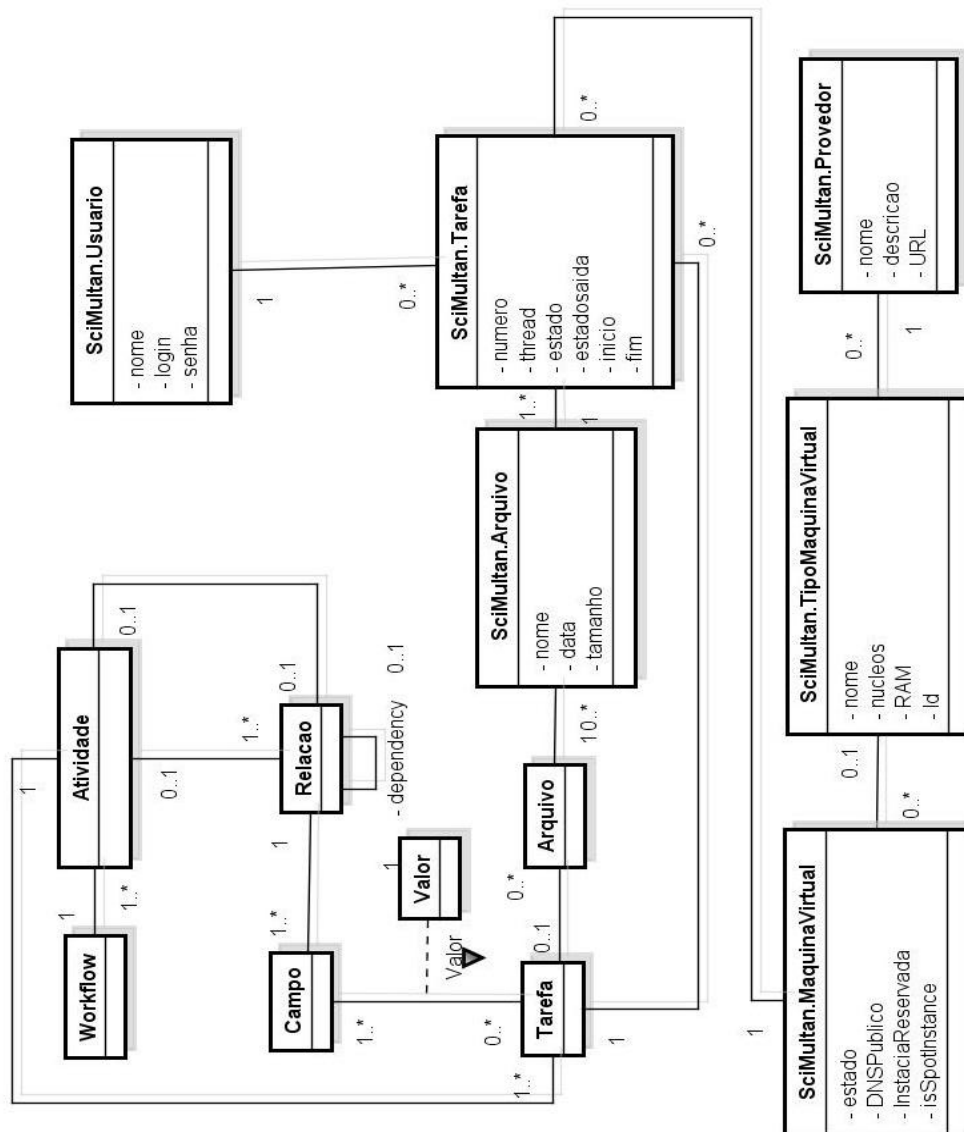 Workflow
1
1..*
Atividade
1
0..1
1..*
0..1
0..1
Relacao
- dependency
0..1
1
1..*
Campo
Valor
1
Valor
1..*
0..*
Tarefa
1..*
1
0..1
0..*
Arquivo
10..*
SciMultan.Arquivo
- nome
- data
- tamanho
1..*
1
SciMultan.Usuario
- nome
- login
- senha
1
0..*
SciMultan.Tarefa
- numero
- thread
- estado
- estadosaida
- inicio
- fim
0..*
0..*
1
SciMultan.MaquinaVirtual
- estado
- DNSPublico
- InstaciaReservada
- isSpotInstance
0..1
0..*
SciMultan.TipoMaquinaVirtual
- nome
- nucleos
- RAM
- Id
0..*
1
SciMultan.Provedor
- nome
- descricao
- URL